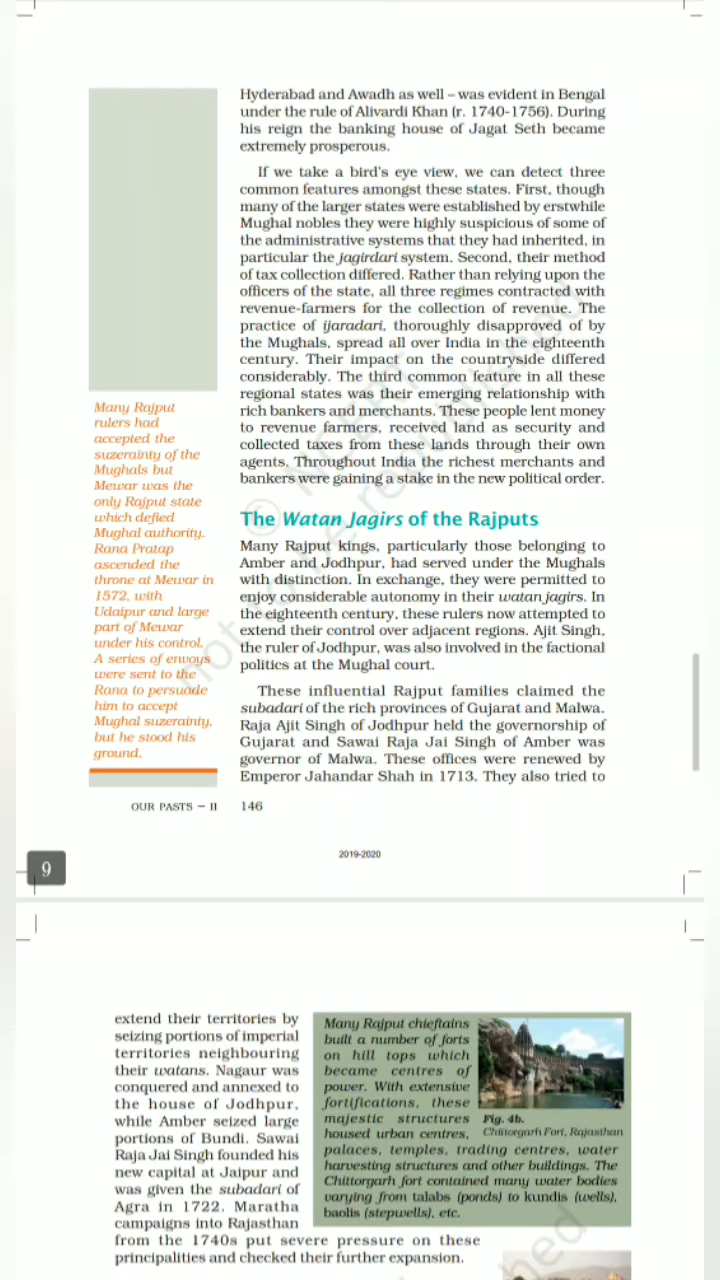 Hyderabad and Awadh as well – was evident in Bengal
under the rule of Alivardi Khan (r. 1740-1756). During
his reign the banking house of Jagat Seth became
extremely prosperous.
If we take a bird's eye view, we can detect three
common features amongst these states. First, though
many of the larger states were established by erstwhile
Mughal nobles they were highly suspicious of some of
the administrative systems that they had inherited, in
particular the jagirdari system. Second, their method
of tax collection differed. Rather than relying upon the
officers of the state, all three regimes contracted with
revenue-farmers for the collection of revenue. The
practice of ijaradari, thoroughly disapproved of by
the Mughals, spread all over India in the eighteenth
century. Their impact on the countryside differed
considerably. The third common feature in all these
regional states was their emerging relationship with
rich bankers and merchants. These people lent money
to revenue farmers, received land as security and
collected taxes from these lands through their own
agents. Throughout India the richest merchants and
bankers were gaining a stake in the new political order.
Many Rajput
rulers had
accepted the
suzerainty of the
Mughals but
Mewar was the
only Rajput state
which defied
Mughal authority.
Rana Pratap
ascended the
throne at Mewar in
1572, with
Udaipur and large
part of Mewar
under his control.
A series of envoys
were sent to the
Rana to persuade
him to accept
Mughal suzerainty,
but he stood his
ground.
The Watan Jagirs of the Rajputs
Many Rajput kings, particularly those belonging to
Amber and Jodhpur, had served under the Mughals
with distinction. In exchange, they were permitted to
enjoy considerable autonomy in their watan jagirs. In
the eighteenth century, these rulers now attempted to
extend their control over adjacent regions. Ajit Singh,
the ruler of Jodhpur, was also involved in the factional
politics at the Mughal court.
These influential Rajput families claimed the
subadari of the rich provinces of Gujarat and Malwa.
Raja Ajit Singh of Jodhpur held the governorship of
Gujarat and Sawai Raja Jai Singh of Amber was
governor of Malwa. These offices were renewed by
Emperor Jahandar Shah in 1713. They also tried to
OUR PASTS – II 146
2019-2020
9
extend their territories by
seizing portions of imperial
territories neighbouring
their watans. Nagaur was
conquered and annexed to
the house of Jodhpur,
while Amber seized large
portions of Bundi. Sawai
Raja Jai Singh founded his
new capital at Jaipur and
was given the subadari of
Agra in 1722. Maratha
campaigns into Rajasthan
from the 1740s put severe pressure on these
principalities and checked their further expansion.
Many Rajput chieftains
built a number of forts
on hill tops which
became centres of
power. With extensive
fortifications, these
majestic structures
housed urban centres,
palaces, temples, trading centres, water
harvesting structures and other buildings. The
Chittorgarh fort contained many water bodies
varying from talabs (ponds) to kundis (wells),
baolis (stepwells), etc.
Fig. 4b.
Chittorgarh Fort, Rajasthan
© NCERT
not to be republished